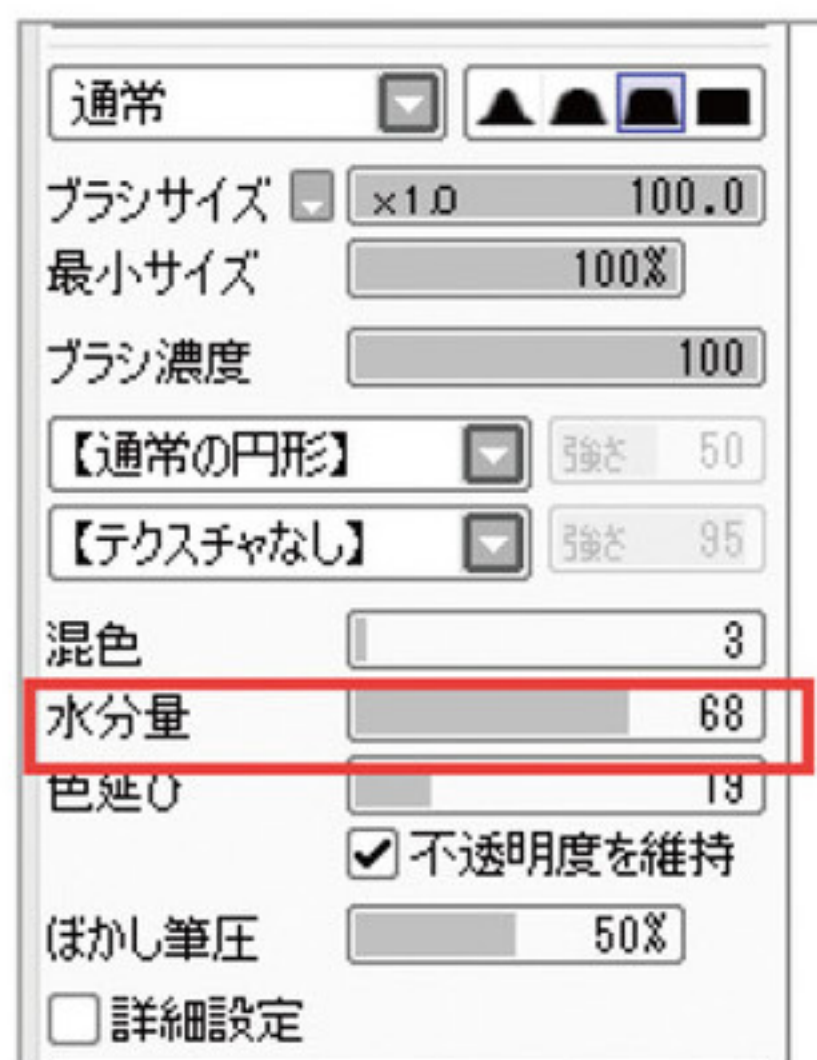 通常
ブラシサイズ ×1.0 100.0
最小サイズ 100%
ブラシ濃度 100
【通常の円形】 強さ 50
【テクスチャなし】 強さ 95
混色 3
水分量 68
色延び 19
不透明度を維持
ぼかし筆圧 50%
詳細設定